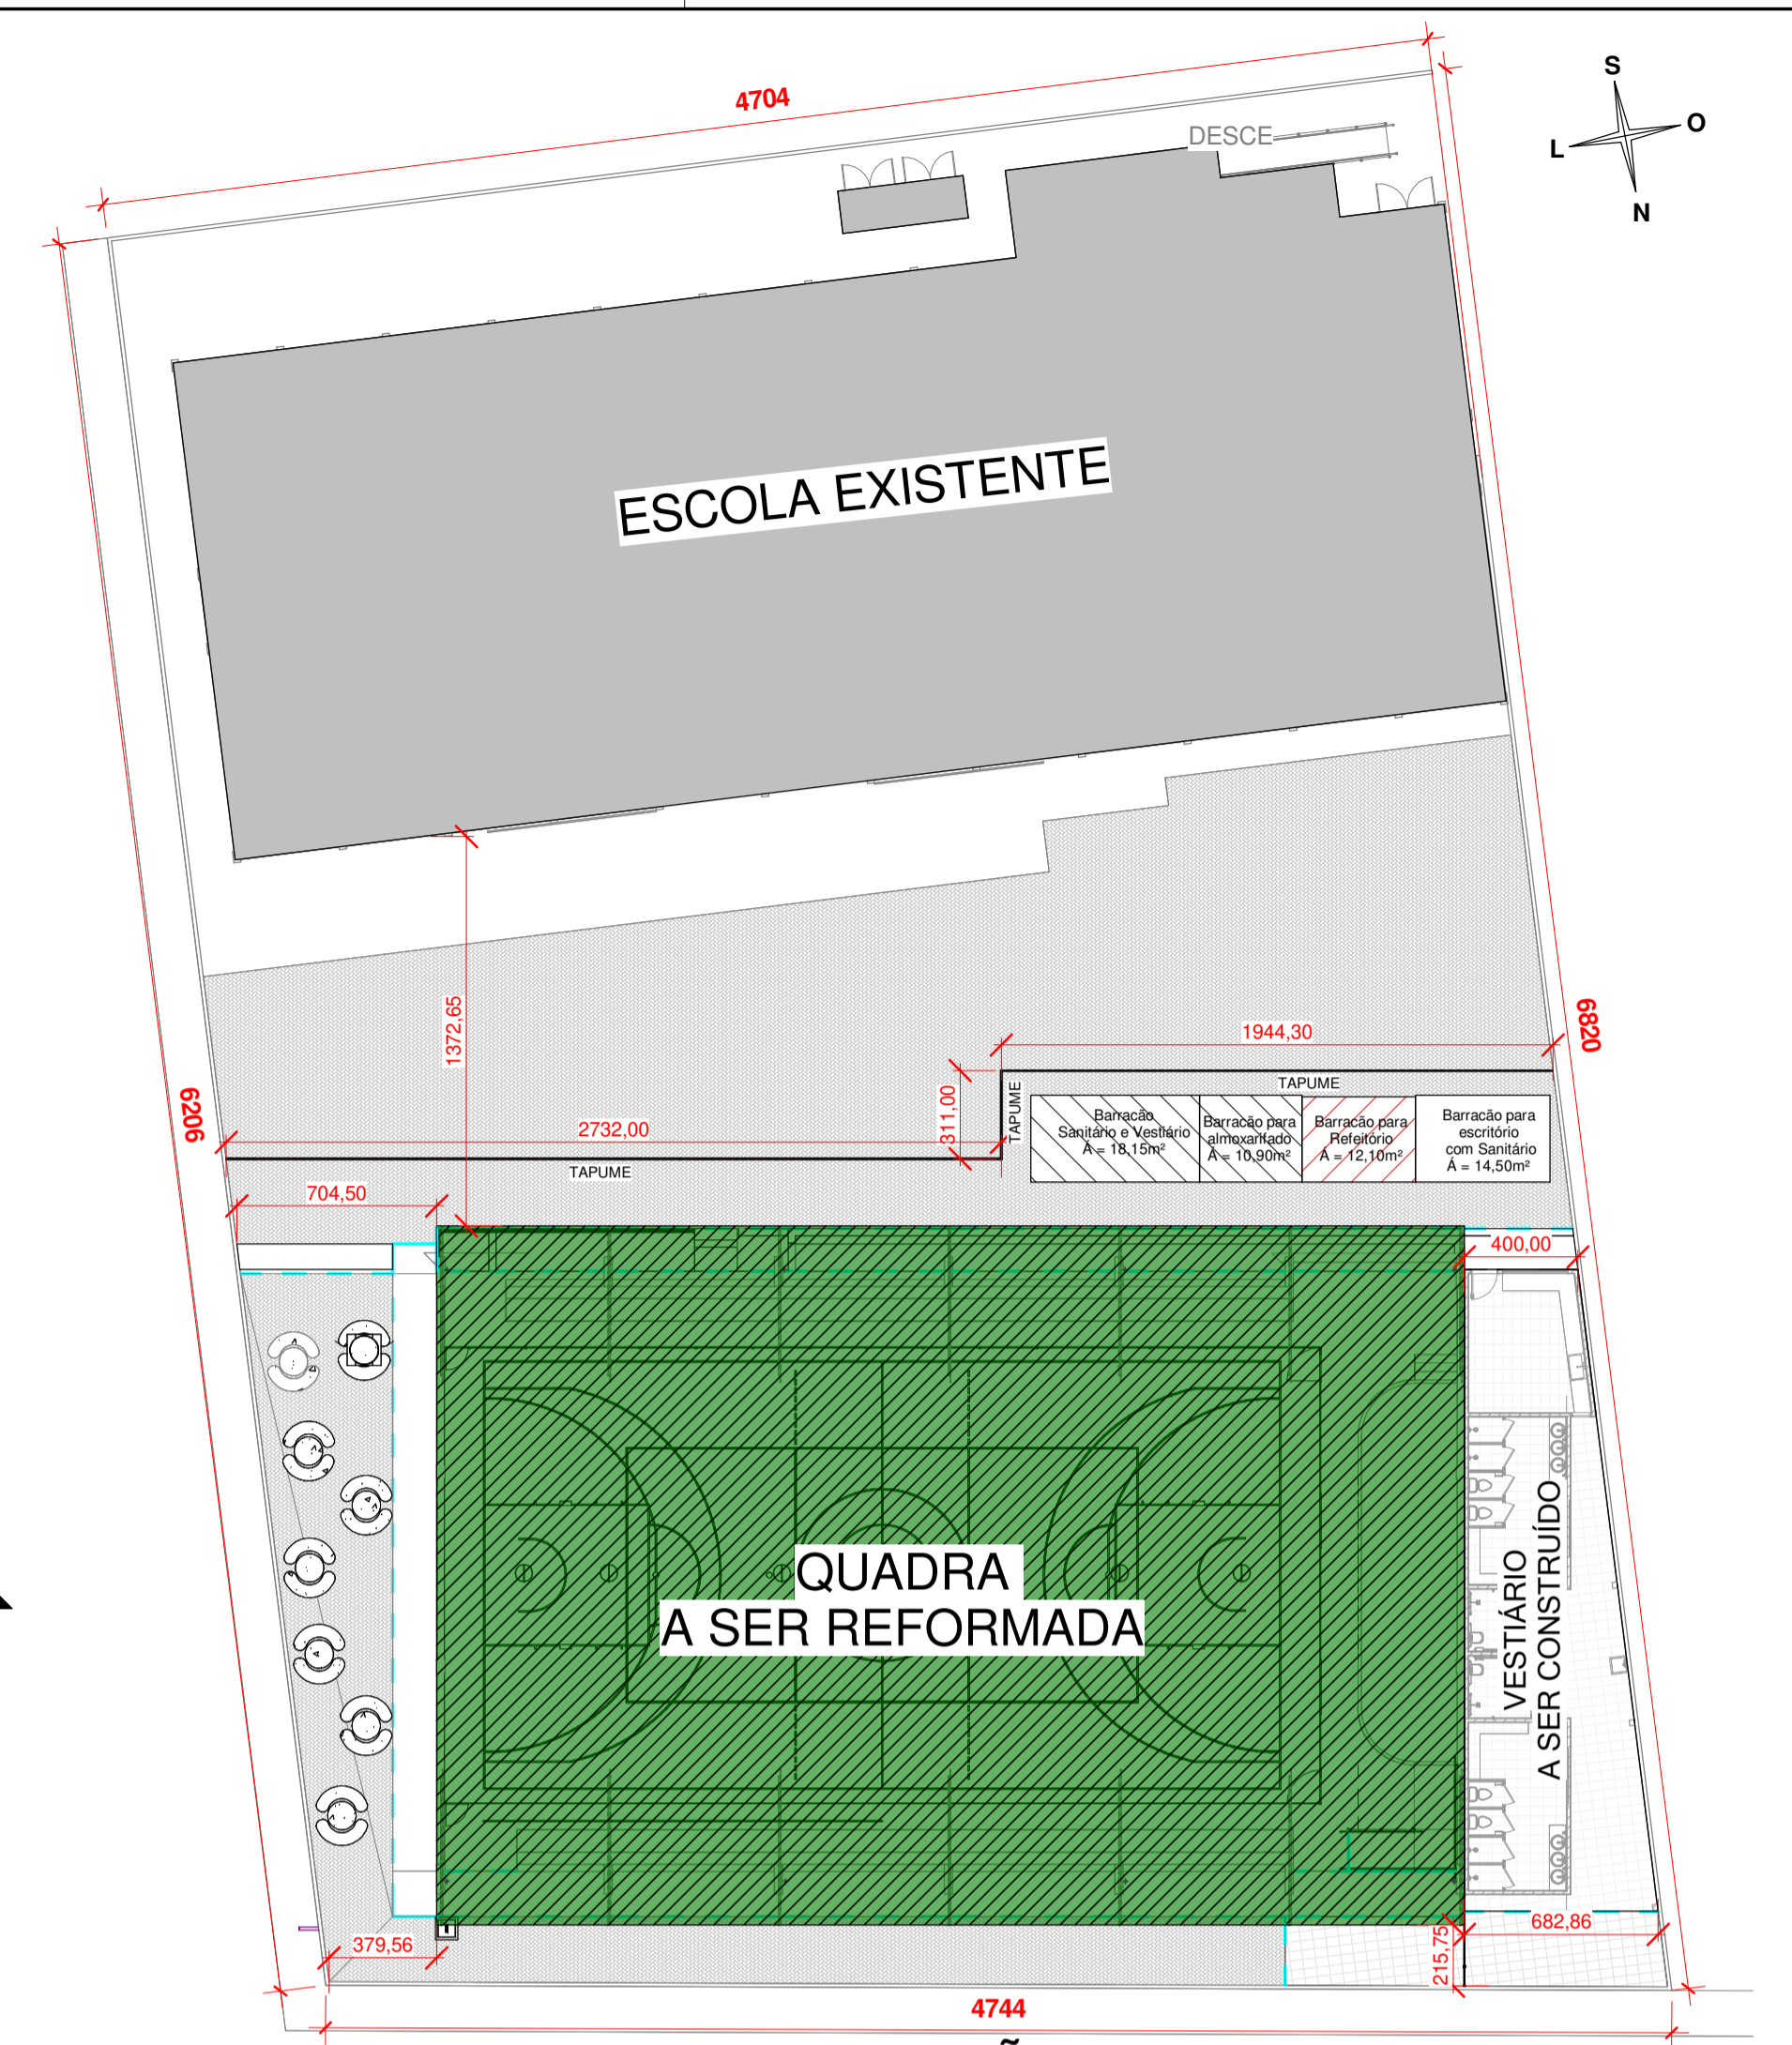 4704
S
O
L
N
DESCE
ESCOLA EXISTENTE
1372,65
6820
6206
1944,30
TAPUME
TAPUME
311,00
2732,00
TAPUME
Barracão
Sanitário e Vestiário
Á = 18,15m²
Barracão para
almoxarifado
Á = 10,90m²
Barracão para
Refeitório
Á = 12,10m²
Barracão para
escritório
com Sanitário
Á = 14,50m²
704,50
400,00
QUADRA
A SER REFORMADA
VESTIÁRIO
A SER CONSTRUÍDO
379,56
215,75
682,86
4744